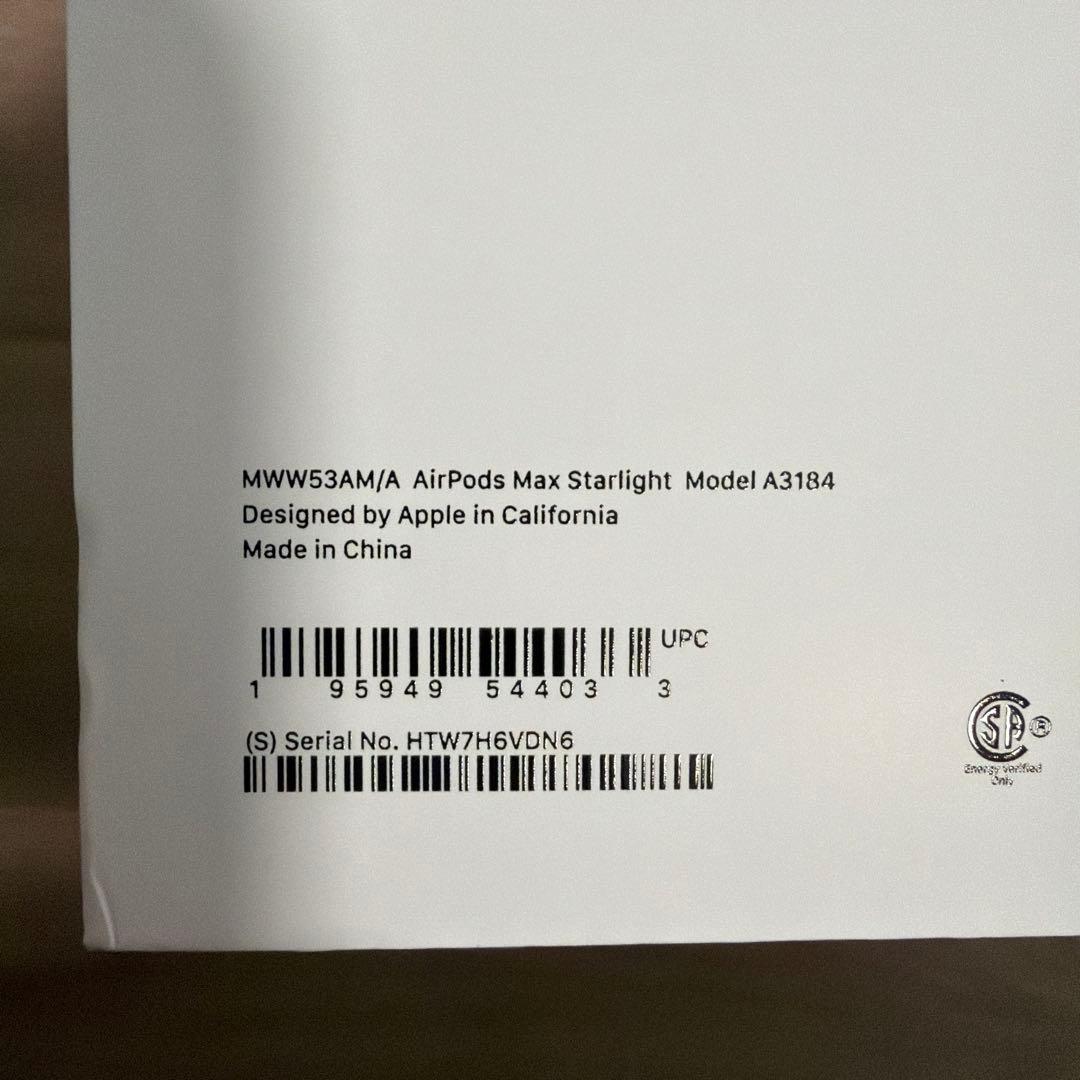 MWW53AM/A AirPods Max Starlight Model A3184
Designed by Apple in California
Made in China
UPC
1 95949 54403 3
(S) Serial No. HTW7H6VDN6
SA ®
Energy Verified
Only